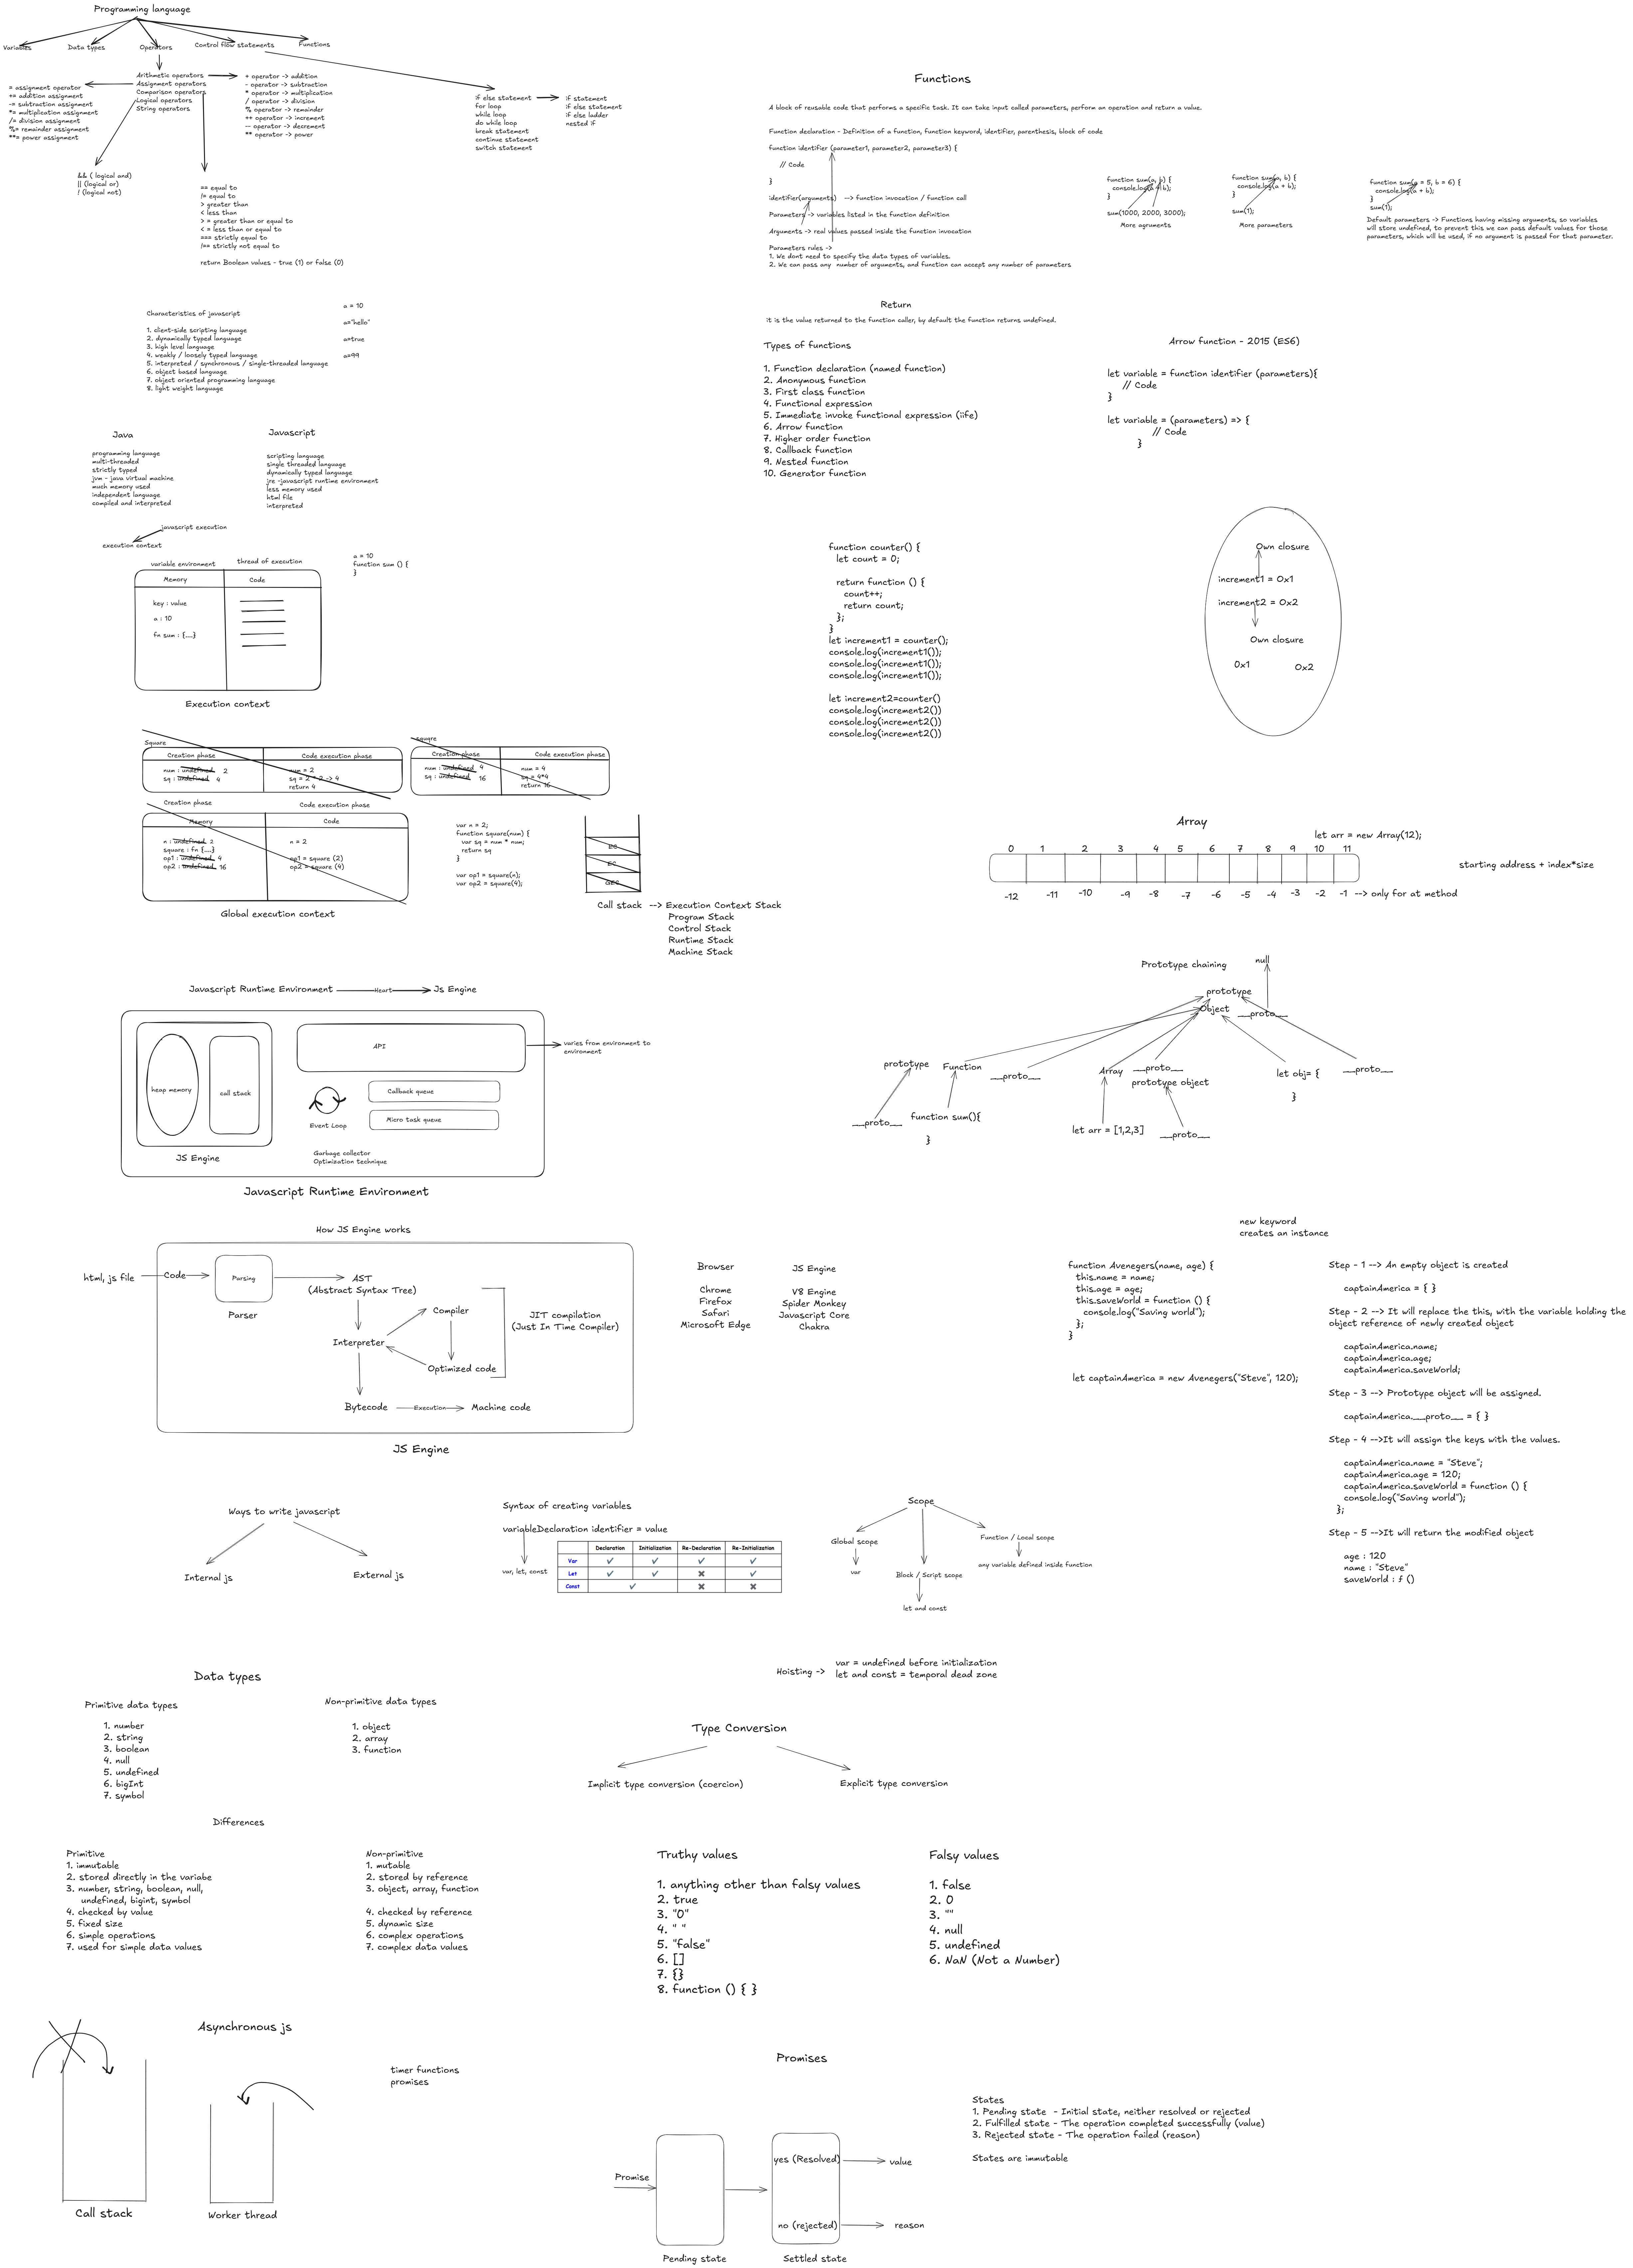 Programming language
Variables
Data types
Operators
Control flow statements
Functions
Arithmetic operators
Assignment operators
Comparison operators
Logical operators
String operators
= assignment operator
+= addition assignment
-= subtraction assignment
*= multiplication assignment
/= division assignment
%= remainder assignment
**= power assignment
+ operator -> addition
- operator -> subtraction
* operator -> multiplication
/ operator -> division
% operator -> remainder
++ operator -> increment
-- operator -> decrement
** operator -> power
if else statement
for loop
while loop
do while loop
break statement
continue statement
switch statement
if statement
if else statement
if else ladder
nested if
&& ( logical and)
|| (logical or)
! (logical not)
== equal to
!= equal to
> greater than
< less than
> = greater than or equal to
< = less than or equal to
=== strictly equal to
!== strictly not equal to
return Boolean values - true (1) or false (0)
Characteristics of javascript
1. client-side scripting language
2. dynamically typed language
3. high level language
4. weakly / loosely typed language
5. interpreted / synchronous / single-threaded language
6. object based language
7. object oriented programming language
8. light weight language
a = 10
a="hello"
a=true
a=99
Java
programming language
multi-threaded
strictly typed
jvm - java virtual machine
much memory used
independent language
compiled and interpreted
Javascript
scripting language
single threaded language
dynamically typed language
jre -javascript runtime environment
less memory used
html file
interpreted
javascript execution
execution context
variable environment
thread of execution
Memory
Code
key : value
a : 10
fn sum : {....}
a = 10
function sum () {
}
Execution context
Square
Creation phase
Code execution phase
num : undefined 2
sq : undefined 4
num = 2
sq = 2 * 2 -> 4
return 4
square
Creation phase
Code execution phase
num : undefined 4
sq : undefined 16
num = 4
sq = 4*4
return 16
Creation phase
Code execution phase
Memory
Code
n : undefined 2
square : fn {....}
op1 : undefined 4
op2 : undefined 16
n = 2
op1 = square (2)
op2 = square (4)
Global execution context
var n = 2;
function square(num) {
var sq = num * num;
return sq
}
var op1 = square(n);
var op2 = square(4);
EC
EC
GEC
Call stack --> Execution Context Stack
Program Stack
Control Stack
Runtime Stack
Machine Stack
Javascript Runtime Environment
Heart
Js Engine
heap memory
call stack
JS Engine
API
varies from environment to
environment
Event Loop
Callback queue
Micro task queue
Garbage collector
Optimization technique
Javascript Runtime Environment
How JS Engine works
html, js file
Code
Parsing
Parser
AST
(Abstract Syntax Tree)
Compiler
Interpreter
Optimized code
JIT compilation
(Just In Time Compiler)
Bytecode
Execution
Machine code
JS Engine
Browser
Chrome
Firefox
Safari
Microsoft Edge
JS Engine
V8 Engine
Spider Monkey
Javascript Core
Chakra
Ways to write javascript
Internal js
External js
Syntax of creating variables
variableDeclaration identifier = value
var, let, const
Declaration Initialization Re-Declaration Re-Initialization
Var ✔ ✔ ✔ ✔
Let ✔ ✔ ✖ ✔
Const ✔ ✖ ✖
Scope
Global scope
var
Block / Script scope
let and const
Function / Local scope
any variable defined inside function
Hoisting ->
var = undefined before initialization
let and const = temporal dead zone
Data types
Primitive data types
1. number
2. string
3. boolean
4. null
5. undefined
6. bigInt
7. symbol
Non-primitive data types
1. object
2. array
3. function
Differences
Primitive
1. immutable
2. stored directly in the variabe
3. number, string, boolean, null,
undefined, bigint, symbol
4. checked by value
5. fixed size
6. simple operations
7. used for simple data values
Non-primitive
1. mutable
2. stored by reference
3. object, array, function
4. checked by reference
5. dynamic size
6. complex operations
7. complex data values
Type Conversion
Implicit type conversion (coercion)
Explicit type conversion
Truthy values
1. anything other than falsy values
2. true
3. "0"
4. " "
5. "false"
6. []
7. {}
8. function () { }
Falsy values
1. false
2. 0
3. ""
4. null
5. undefined
6. NaN (Not a Number)
Asynchronous js
timer functions
promises
Call stack
Worker thread
Promises
Promise
Pending state
yes (Resolved)
no (rejected)
value
reason
Settled state
States
1. Pending state - Initial state, neither resolved or rejected
2. Fulfilled state - The operation completed successfully (value)
3. Rejected state - The operation failed (reason)
States are immutable
Functions
A block of reusable code that performs a specific task. It can take input called parameters, perform an operation and return a value.
Function declaration - Definition of a function, function keyword, identifier, parenthesis, block of code
function identifier (parameter1, parameter2, parameter3) {
// Code
}
identifier(arguments) --> function invocation / function call
Parameters -> variables listed in the function definition
Arguments -> real values passed inside the function invocation
Parameters rules ->
1. We dont need to specify the data types of variables.
2. We can pass any number of arguments, and function can accept any number of parameters
function sum(a, b) {
console.log(a + b);
}
sum(1000, 2000, 3000);
More agruments
function sum(a, b) {
console.log(a + b);
}
sum(1);
More parameters
function sum(a = 5, b = 6) {
console.log(a + b);
}
sum(1);
Default parameters -> Functions having missing arguments, so variables
will store undefined, to prevent this we can pass default values for those
parameters, which will be used, if no argument is passed for that parameter.
Return
it is the value returned to the function caller, by default the function returns undefined.
Types of functions
1. Function declaration (named function)
2. Anonymous function
3. First class function
4. Functional expression
5. Immediate invoke functional expression (iife)
6. Arrow function
7. Higher order function
8. Callback function
9. Nested function
10. Generator function
Arrow function - 2015 (ES6)
let variable = function identifier (parameters){
// Code
}
let variable = (parameters) => {
// Code
}
function counter() {
let count = 0;
return function () {
count++;
return count;
};
}
let increment1 = counter();
console.log(increment1());
console.log(increment1());
console.log(increment1());
let increment2=counter()
console.log(increment2())
console.log(increment2())
console.log(increment2())
Own closure
increment1 = 0x1
increment2 = 0x2
Own closure
0x1
0x2
Array
let arr = new Array(12);
0 1 2 3 4 5 6 7 8 9 10 11
-12 -11 -10 -9 -8 -7 -6 -5 -4 -3 -2 -1 --> only for at method
starting address + index*size
Prototype chaining
null
prototype
Object
__proto__
prototype
Function
__proto__
Array
__proto__
prototype object
let obj= {
}
__proto__
__proto__
function sum(){
}
let arr = [1,2,3]
__proto__
new keyword
creates an instance
function Avenegers(name, age) {
this.name = name;
this.age = age;
this.saveWorld = function () {
console.log("Saving world");
};
}
let captainAmerica = new Avenegers("Steve", 120);
Step - 1 --> An empty object is created
captainAmerica = { }
Step - 2 --> It will replace the this, with the variable holding the
object reference of newly created object
captainAmerica.name;
captainAmerica.age;
captainAmerica.saveWorld;
Step - 3 --> Prototype object will be assigned.
captainAmerica.__proto__ = { }
Step - 4 -->It will assign the keys with the values.
captainAmerica.name = "Steve";
captainAmerica.age = 120;
captainAmerica.saveWorld = function () {
console.log("Saving world");
};
Step - 5 -->It will return the modified object
age : 120
name : "Steve"
saveWorld : f ()